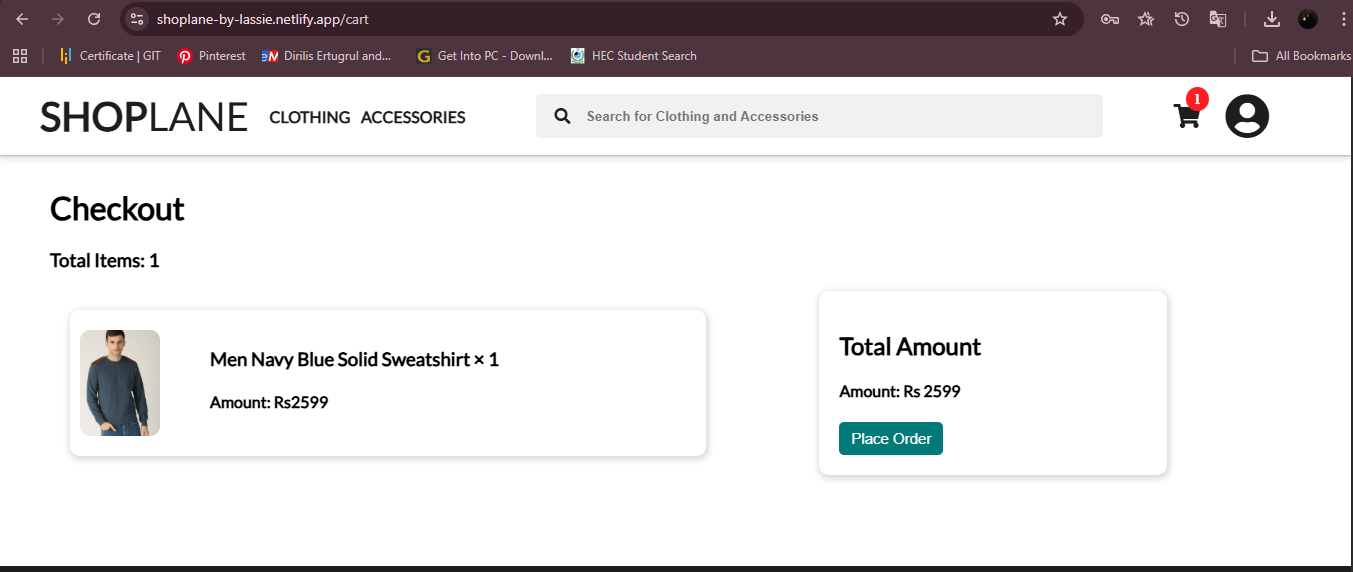 shoplane-by-lassie.netlify.app/cart
Certificate | GIT
Pinterest
Dirilis Ertugrul and...
Get Into PC - Downl...
HEC Student Search
All Bookmarks
SHOPLANE
CLOTHING
ACCESSORIES
Search for Clothing and Accessories
1
Checkout
Total Items: 1
Men Navy Blue Solid Sweatshirt × 1
Amount: Rs2599
Total Amount
Amount: Rs 2599
Place Order